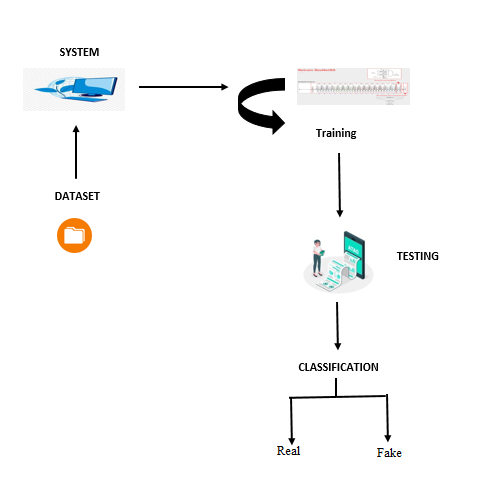 SYSTEM
Training
DATASET
TESTING
CLASSIFICATION
Real
Fake